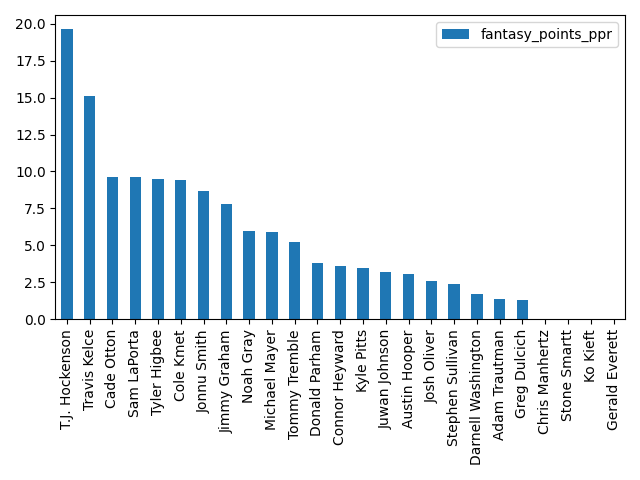 fantasy_points_ppr
20.0
17.5
15.0
12.5
10.0
7.5
5.0
2.5
0.0
T.J. Hockenson
Travis Kelce
Cade Otton
Sam LaPorta
Tyler Higbee
Cole Kmet
Jonnu Smith
Jimmy Graham
Noah Gray
Michael Mayer
Tommy Tremble
Donald Parham
Connor Heyward
Kyle Pitts
Juwan Johnson
Austin Hooper
Josh Oliver
Stephen Sullivan
Darnell Washington
Adam Trautman
Greg Dulcich
Chris Manhertz
Stone Smartt
Ko Kieft
Gerald Everett